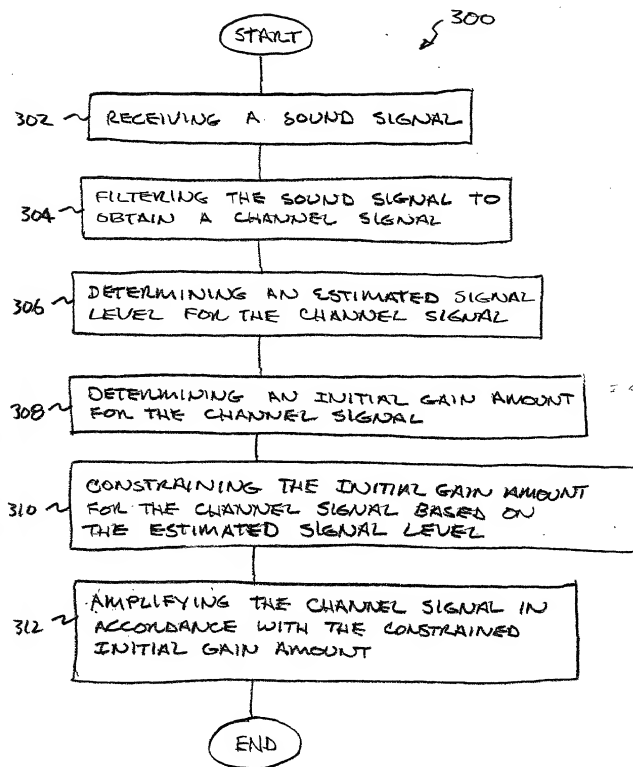 START
300
302
RECEIVING A SOUND SIGNAL
304
FILTERING THE SOUND SIGNAL TO
OBTAIN A CHANNEL SIGNAL
306
DETERMINING AN ESTIMATED SIGNAL
LEVEL FOR THE CHANNEL SIGNAL
308
DETERMINING AN INITIAL GAIN AMOUNT
FOR THE CHANNEL SIGNAL
310
CONSTRAINING THE INITIAL GAIN AMOUNT
FOR THE CHANNEL SIGNAL BASED ON
THE ESTIMATED SIGNAL LEVEL
312
AMPLIFYING THE CHANNEL SIGNAL IN
ACCORDANCE WITH THE CONSTRAINED
INITIAL GAIN AMOUNT
END